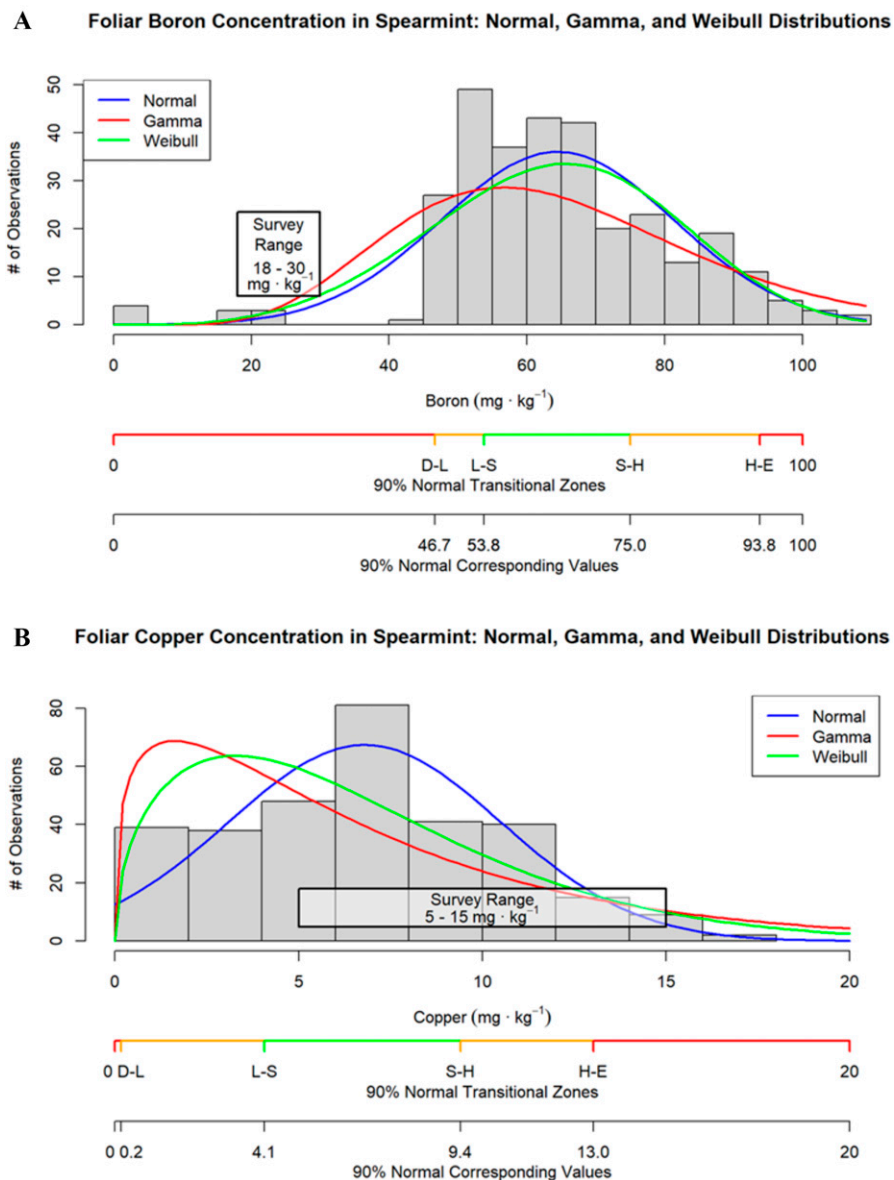 A
Foliar Boron Concentration in Spearmint: Normal, Gamma, and Weibull Distributions
Normal
Gamma
Weibull
Survey
Range
18 - 30
mg · kg⁻¹
# of Observations
50
40
30
20
10
0
0 20 40 60 80 100
Boron (mg · kg⁻¹)
0 D-L L-S S-H H-E 100
90% Normal Transitional Zones
0 46.7 53.8 75.0 93.8 100
90% Normal Corresponding Values
B
Foliar Copper Concentration in Spearmint: Normal, Gamma, and Weibull Distributions
Normal
Gamma
Weibull
# of Observations
80
60
40
20
0
Survey Range
5 - 15 mg · kg⁻¹
0 5 10 15 20
Copper (mg · kg⁻¹)
0 D-L L-S S-H H-E 20
90% Normal Transitional Zones
0 0.2 4.1 9.4 13.0 20
90% Normal Corresponding Values